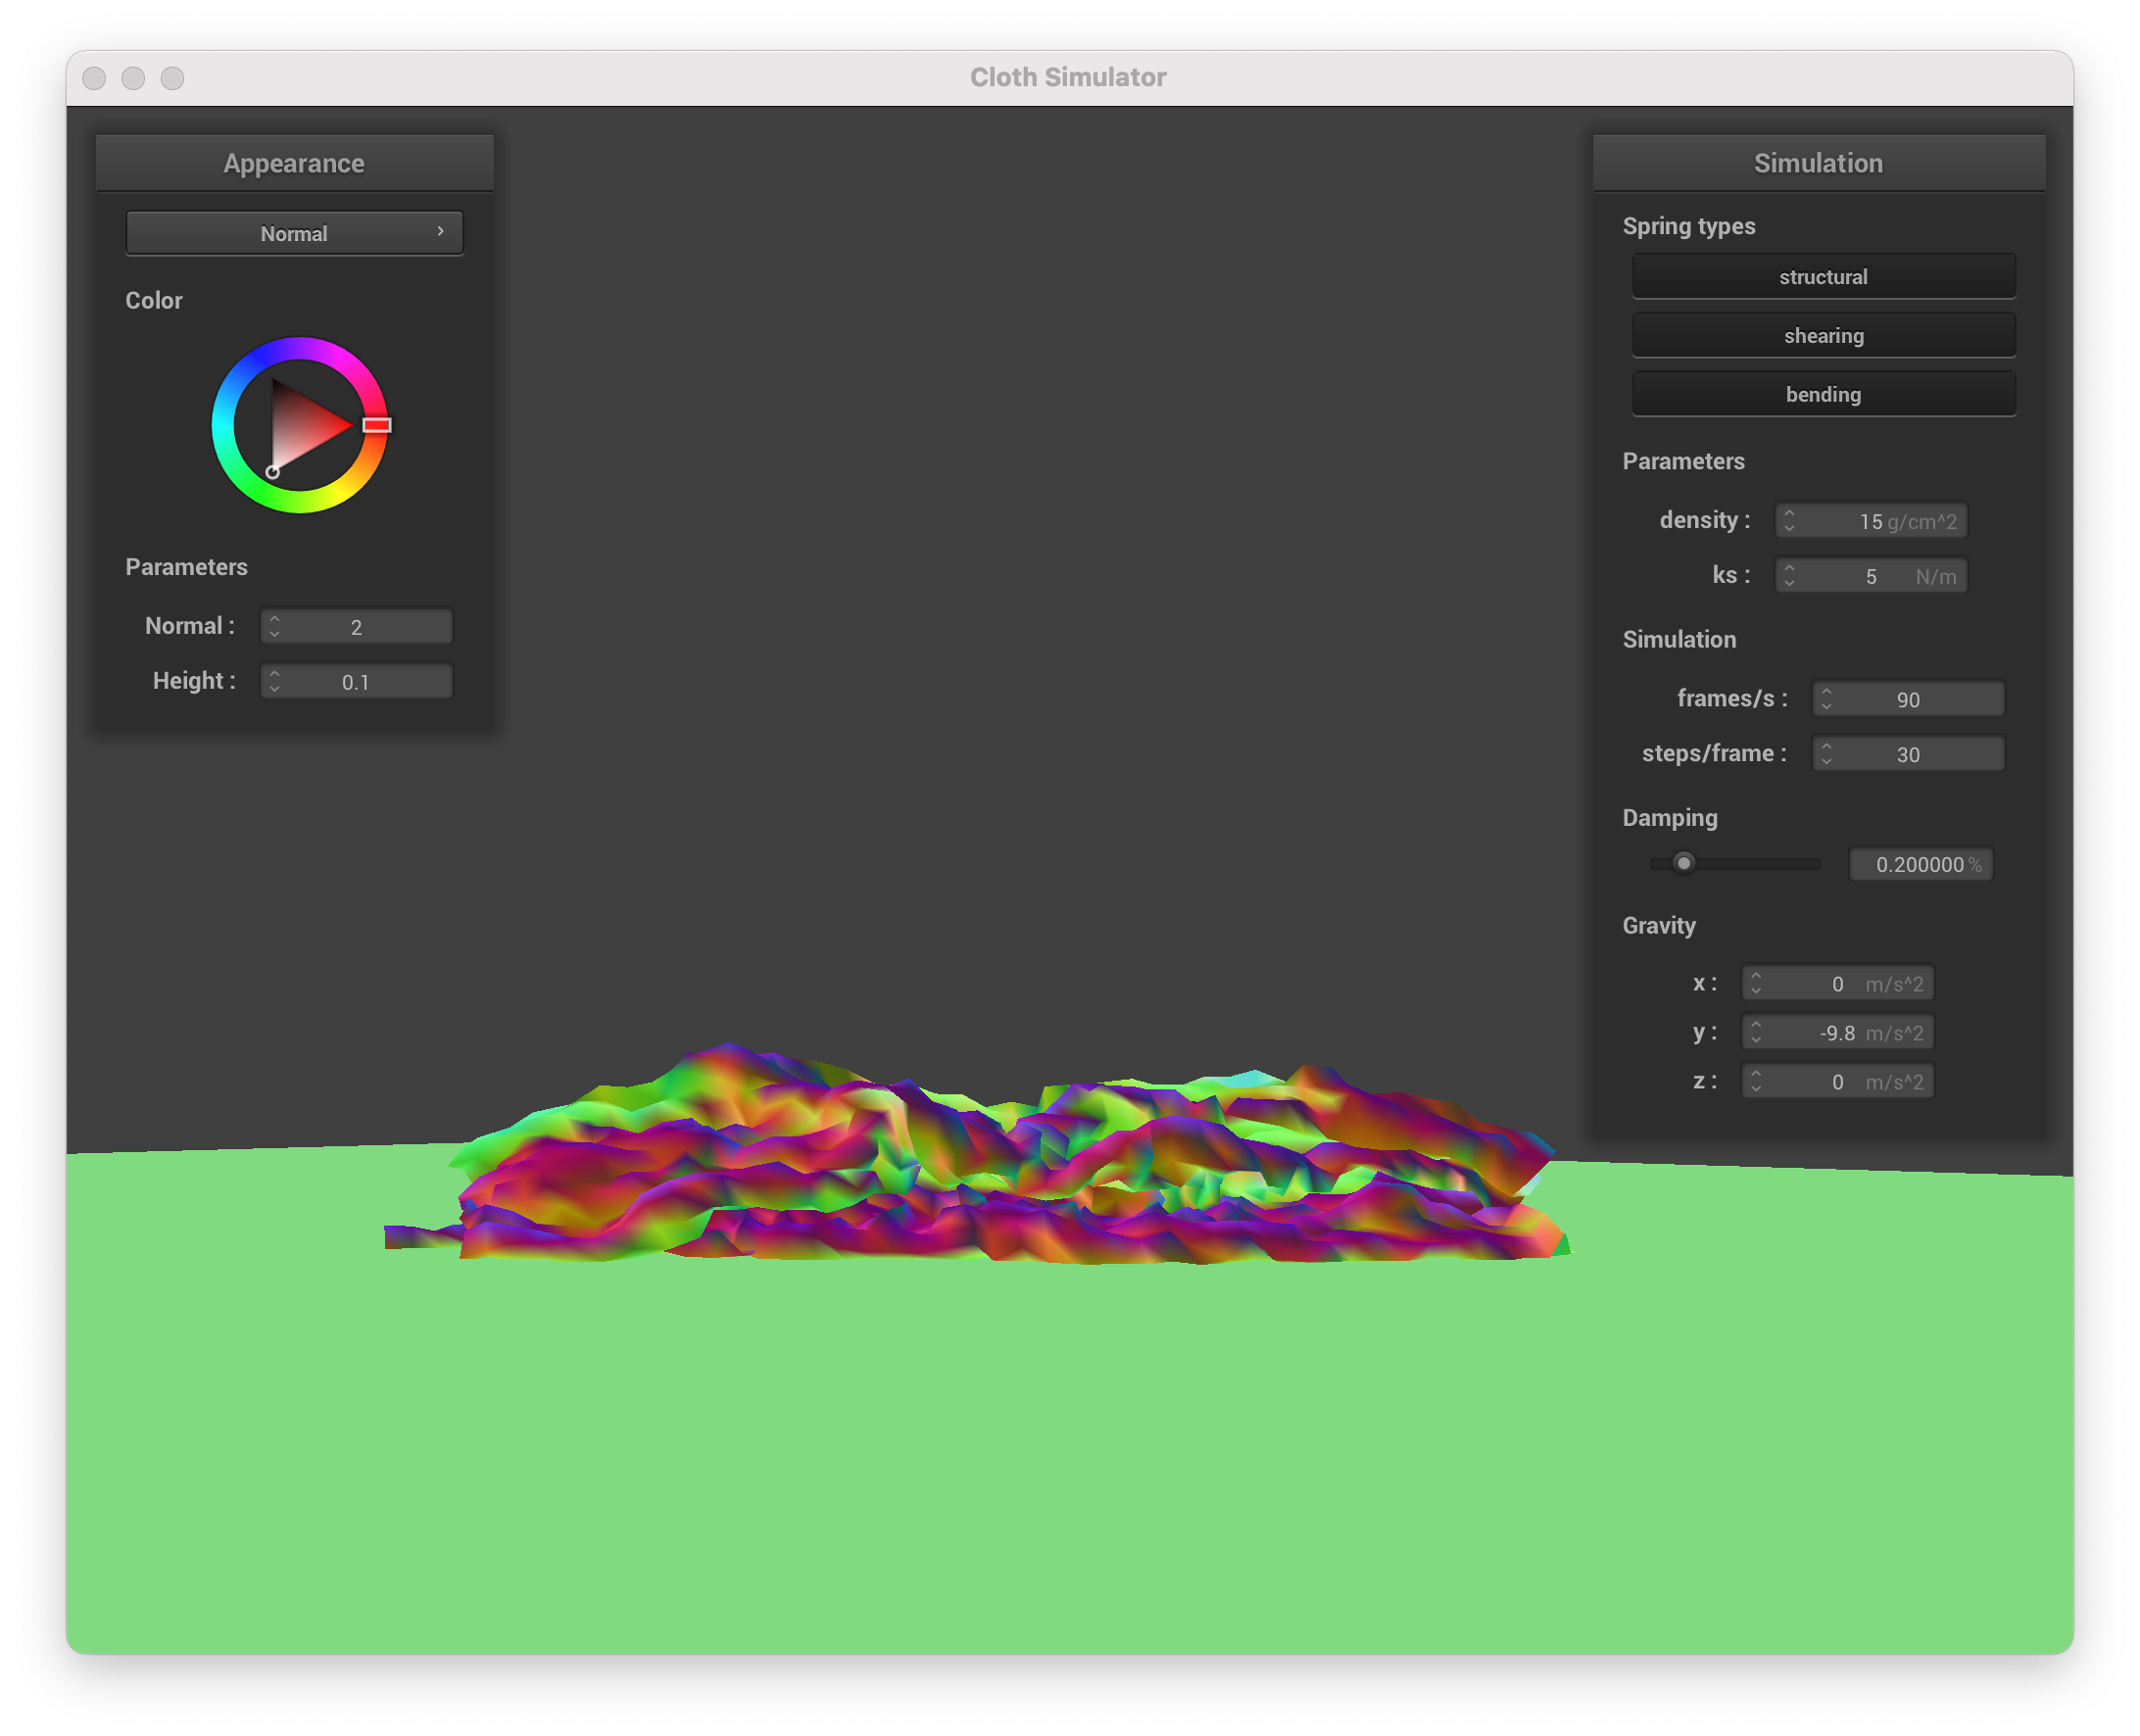 Cloth Simulator
Appearance
Normal
Color
Parameters
Normal : 2
Height : 0.1
Simulation
Spring types
structural
shearing
bending
Parameters
density : 15 g/cm^2
ks : 5 N/m
Simulation
frames/s : 90
steps/frame : 30
Damping
0.200000 %
Gravity
x : 0 m/s^2
y : -9.8 m/s^2
z : 0 m/s^2